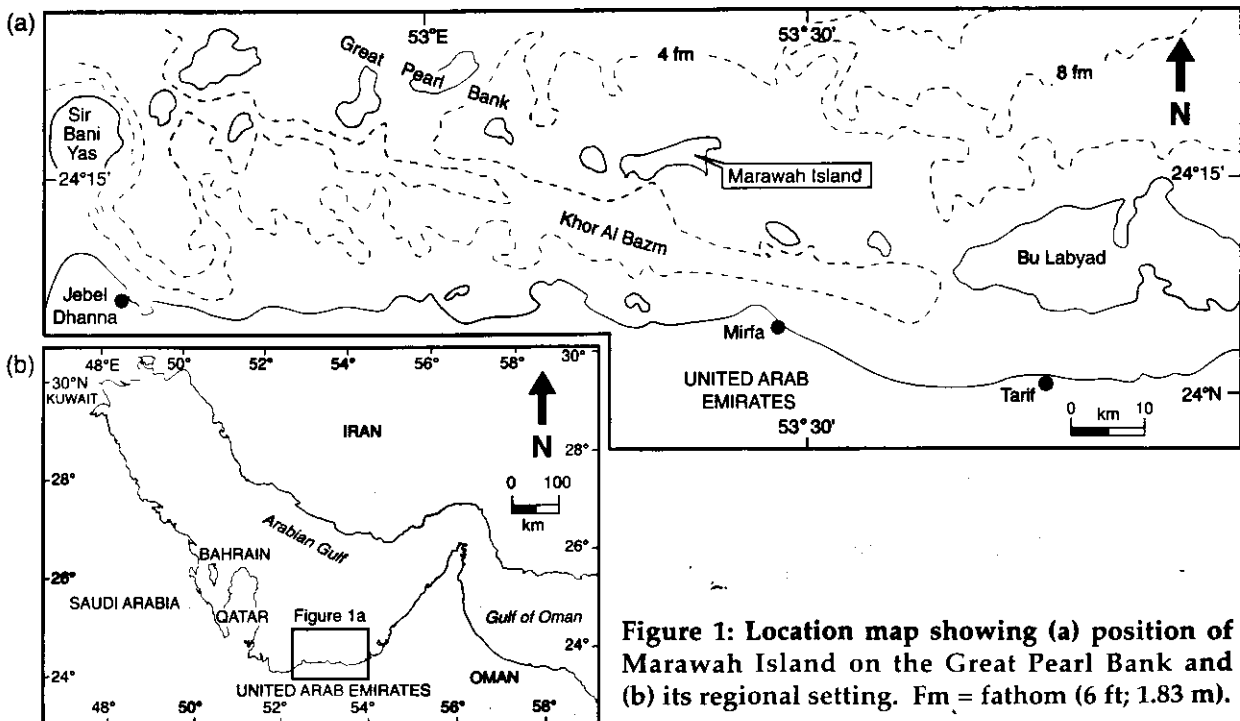 (a)
53°E
53° 30'
Great Pearl Bank
4 fm
8 fm
N
Sir
Bani
Yas
24°15'
Marawah Island
24°15'
Khor Al Bazm
Bu Labyad
Jebel
Dhanna
Mirfa
UNITED ARAB
EMIRATES
Tarif
0 10
km
24°N
53° 30'
(b)
48°E 50° 52° 54° 56° 58° 30°
30°N
KUWAIT
IRAN
N
28°
28°
0 100
km
Arabian Gulf
BAHRAIN
26°
26°
SAUDI ARABIA
QATAR
Figure 1a
Gulf of Oman
24°
24°
UNITED ARAB EMIRATES
OMAN
48° 50° 52° 54° 56° 58°
Figure 1: Location map showing (a) position of
Marawah Island on the Great Pearl Bank and
(b) its regional setting. Fm = fathom (6 ft; 1.83 m).